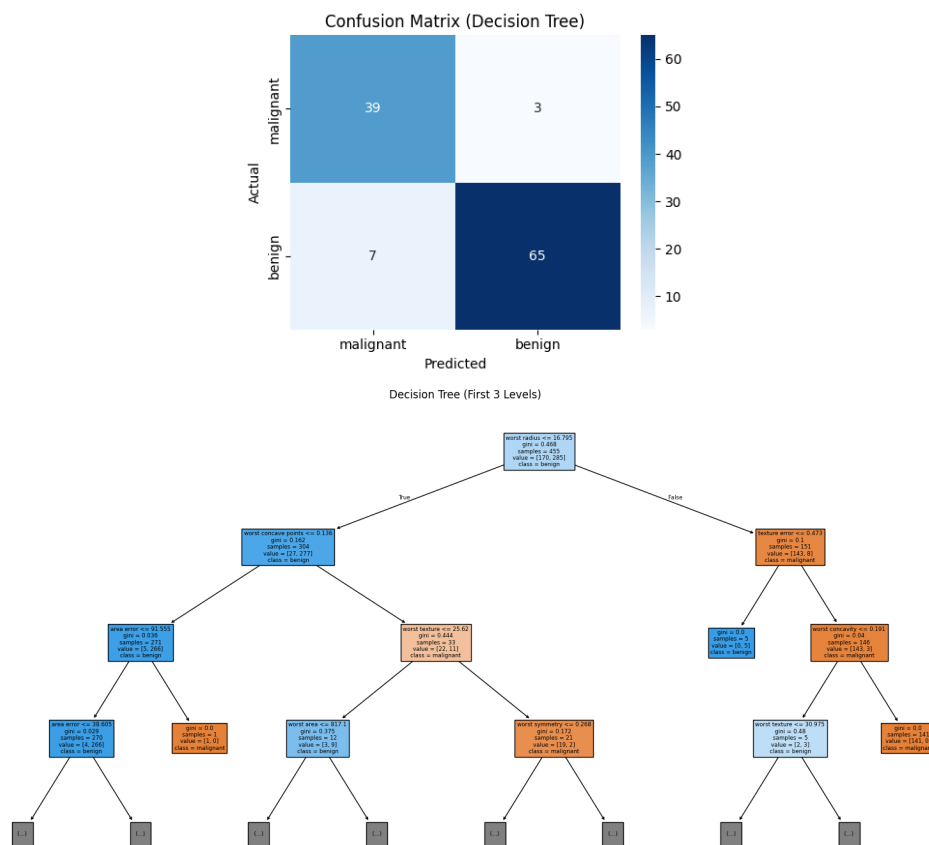 Confusion Matrix (Decision Tree)
Actual
malignant
39
3
60
50
40
30
20
10
benign
7
65
malignant
benign
Predicted
Decision Tree (First 3 Levels)
worst radius <= 16.795
gini = 0.468
samples = 455
value = [170, 285]
class = benign
True
False
worst concave points <= 0.136
gini = 0.162
samples = 304
value = [27, 277]
class = benign
texture error <= 0.473
gini = 0.1
samples = 151
value = [143, 8]
class = malignant
area error <= 91.555
gini = 0.036
samples = 271
value = [5, 266]
class = benign
worst texture <= 25.62
gini = 0.444
samples = 33
value = [22, 11]
class = malignant
gini = 0.0
samples = 5
value = [0, 5]
class = benign
worst concavity <= 0.191
gini = 0.04
samples = 146
value = [143, 3]
class = malignant
area error <= 38.605
gini = 0.029
samples = 270
value = [4, 266]
class = benign
gini = 0.0
samples = 1
value = [1, 0]
class = malignant
worst area <= 817.1
gini = 0.375
samples = 12
value = [3, 9]
class = benign
worst symmetry <= 0.268
gini = 0.172
samples = 21
value = [19, 2]
class = malignant
worst texture <= 30.975
gini = 0.48
samples = 5
value = [2, 3]
class = benign
gini = 0.0
samples = 141
value = [141, 0
class = malignan
(...)
(...)
(...)
(...)
(...)
(...)
(...)
(...)